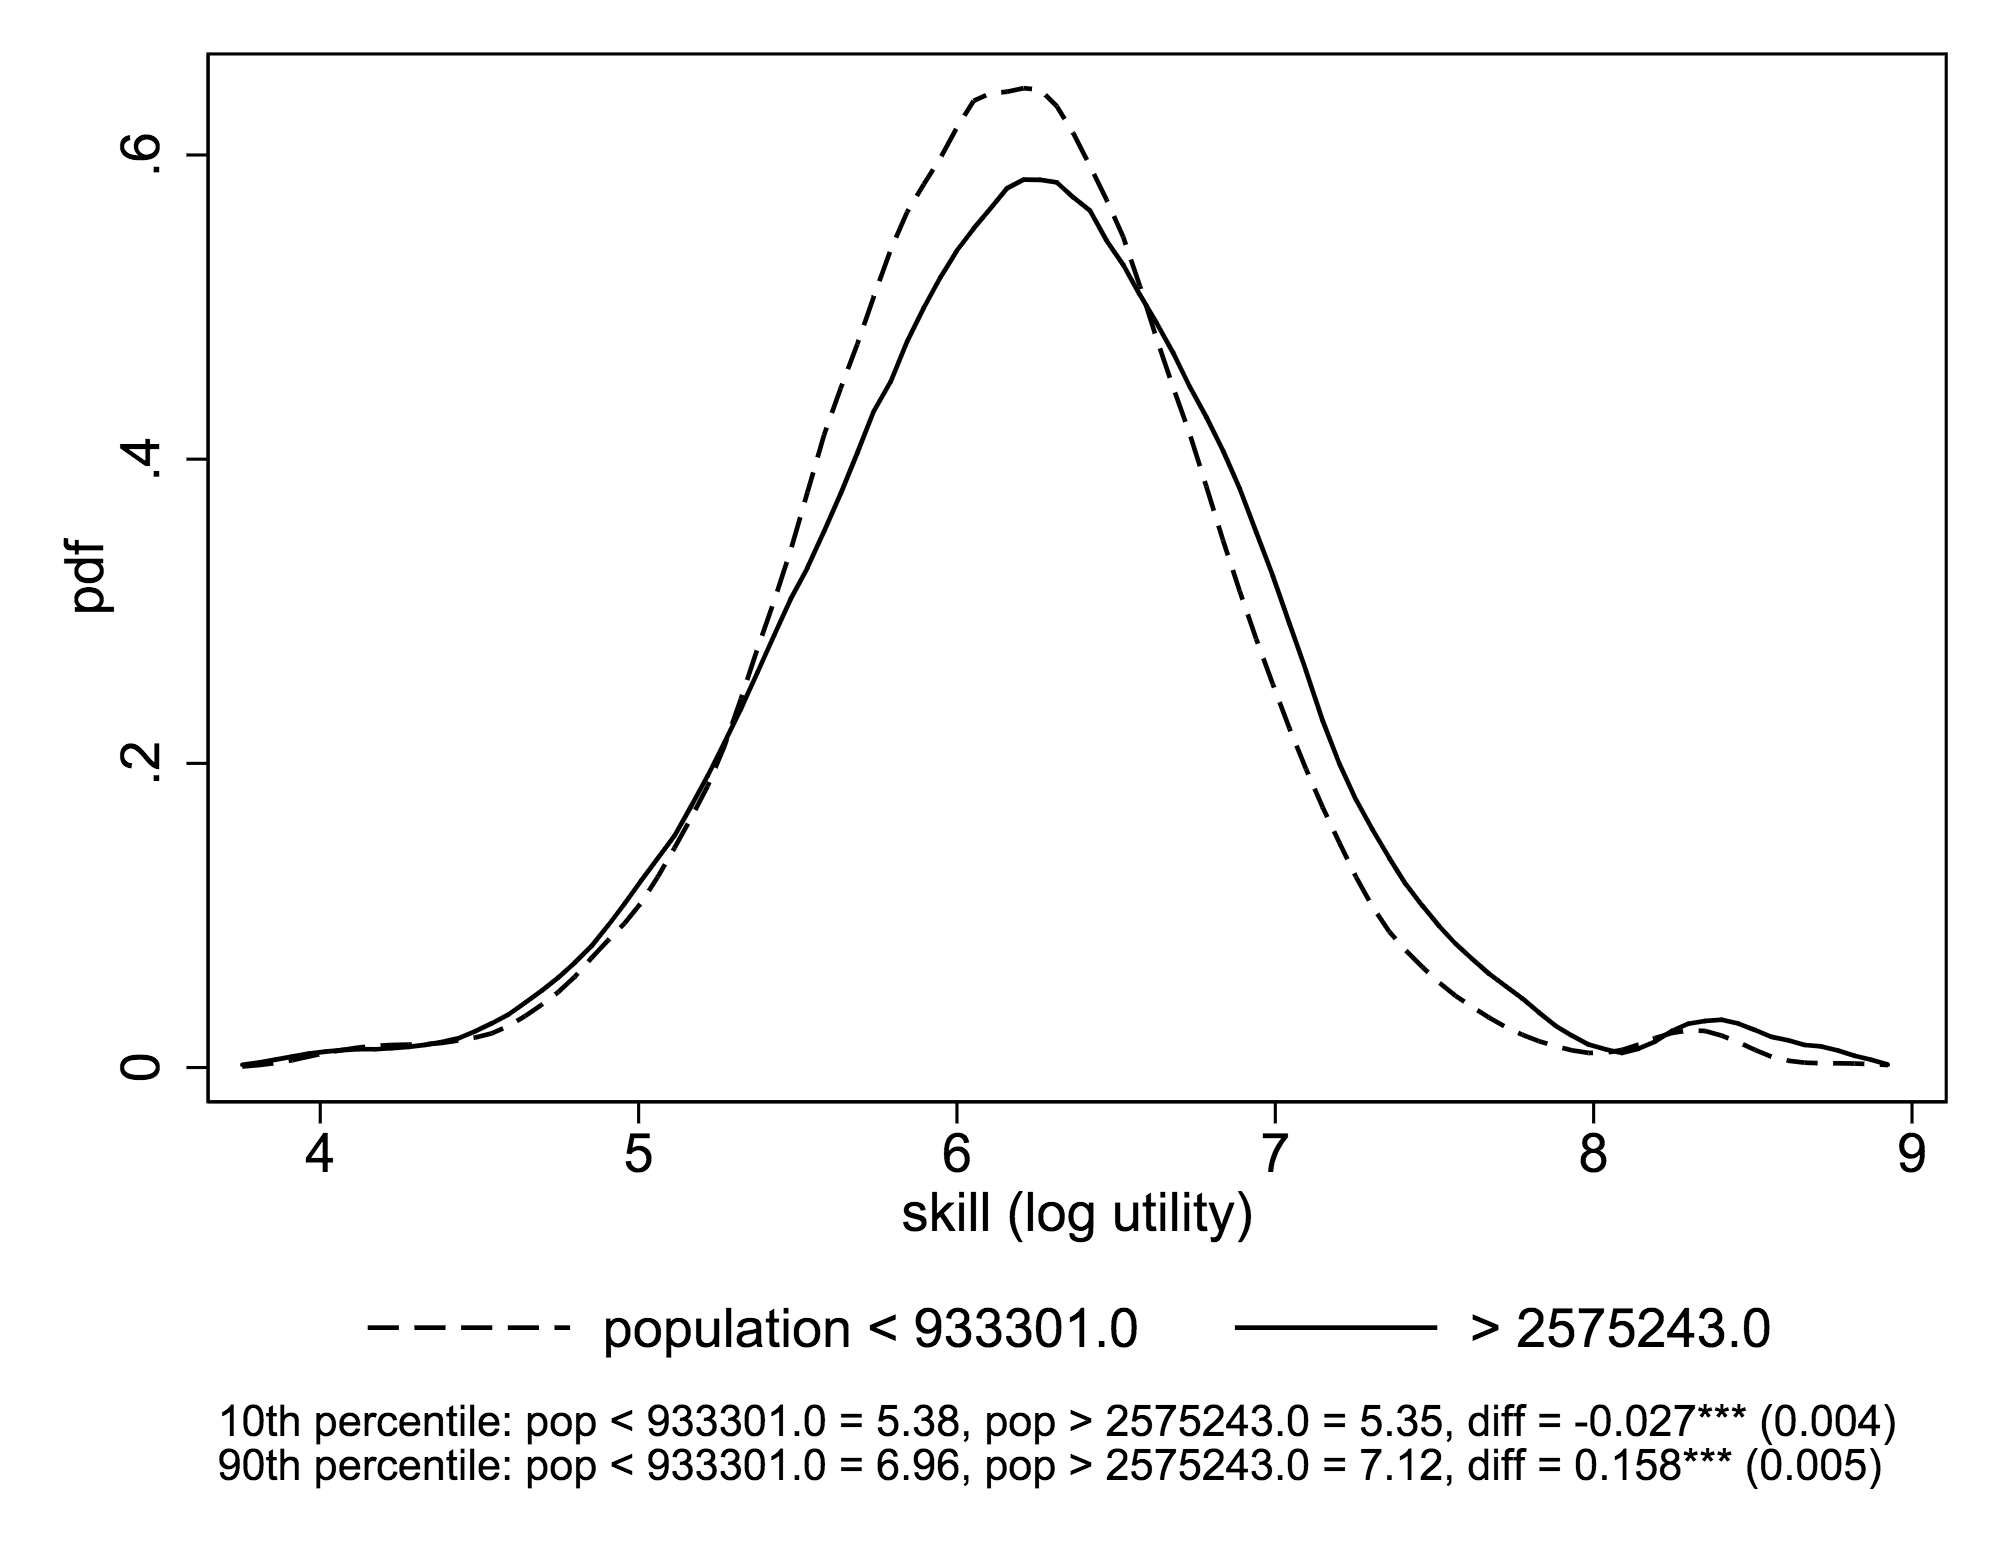 .6
.4
.2
0
pdf
4 5 6 7 8 9
skill (log utility)
population < 933301.0 > 2575243.0
10th percentile: pop < 933301.0 = 5.38, pop > 2575243.0 = 5.35, diff = -0.027*** (0.004)
90th percentile: pop < 933301.0 = 6.96, pop > 2575243.0 = 7.12, diff = 0.158*** (0.005)